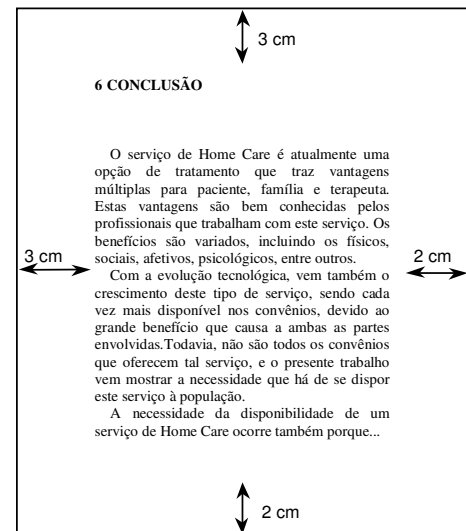 3 cm
6 CONCLUSÃO
O serviço de Home Care é atualmente uma
opção de tratamento que traz vantagens
múltiplas para paciente, família e terapeuta.
Estas vantagens são bem conhecidas pelos
profissionais que trabalham com este serviço. Os
benefícios são variados, incluindo os físicos,
sociais, afetivos, psicológicos, entre outros.
3 cm
2 cm
Com a evolução tecnológica, vem também o
crescimento deste tipo de serviço, sendo cada
vez mais disponível nos convênios, devido ao
grande benefício que causa a ambas as partes
envolvidas.Todavia, não são todos os convênios
que oferecem tal serviço, e o presente trabalho
vem mostrar a necessidade que há de se dispor
este serviço à população.
A necessidade da disponibilidade de um
serviço de Home Care ocorre também porque...
2 cm